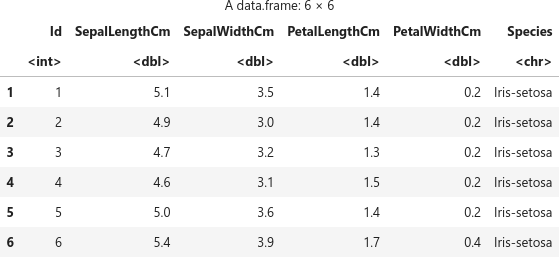 A data.frame: 6 × 6
Id SepalLengthCm SepalWidthCm PetalLengthCm PetalWidthCm Species
<int> <dbl> <dbl> <dbl> <dbl> <chr>
1 1 5.1 3.5 1.4 0.2 Iris-setosa
2 2 4.9 3.0 1.4 0.2 Iris-setosa
3 3 4.7 3.2 1.3 0.2 Iris-setosa
4 4 4.6 3.1 1.5 0.2 Iris-setosa
5 5 5.0 3.6 1.4 0.2 Iris-setosa
6 6 5.4 3.9 1.7 0.4 Iris-setosa